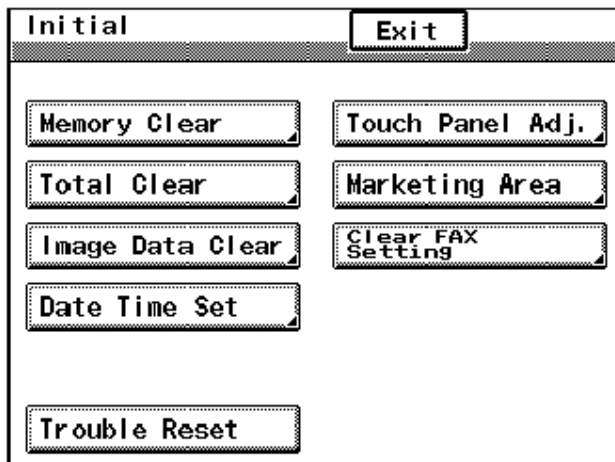 Initial
Exit
Memory Clear
Touch Panel Adj.
Total Clear
Marketing Area
Image Data Clear
Clear FAX
Setting
Date Time Set
Trouble Reset